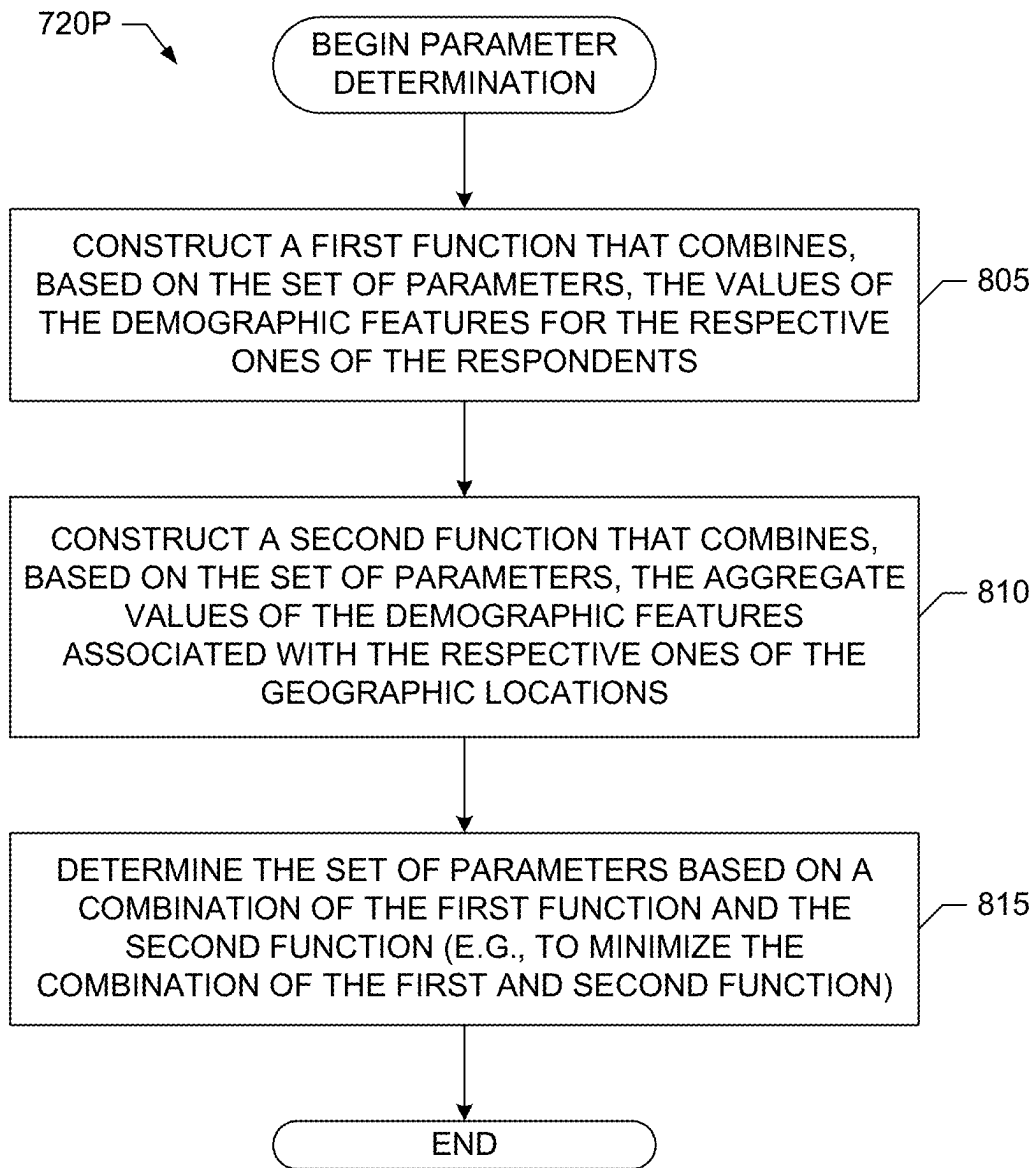 720P
BEGIN PARAMETER
DETERMINATION
CONSTRUCT A FIRST FUNCTION THAT COMBINES,
BASED ON THE SET OF PARAMETERS, THE VALUES OF
THE DEMOGRAPHIC FEATURES FOR THE RESPECTIVE
ONES OF THE RESPONDENTS
805
CONSTRUCT A SECOND FUNCTION THAT COMBINES,
BASED ON THE SET OF PARAMETERS, THE AGGREGATE
VALUES OF THE DEMOGRAPHIC FEATURES
ASSOCIATED WITH THE RESPECTIVE ONES OF THE
GEOGRAPHIC LOCATIONS
810
DETERMINE THE SET OF PARAMETERS BASED ON A
COMBINATION OF THE FIRST FUNCTION AND THE
SECOND FUNCTION (E.G., TO MINIMIZE THE
COMBINATION OF THE FIRST AND SECOND FUNCTION)
815
END